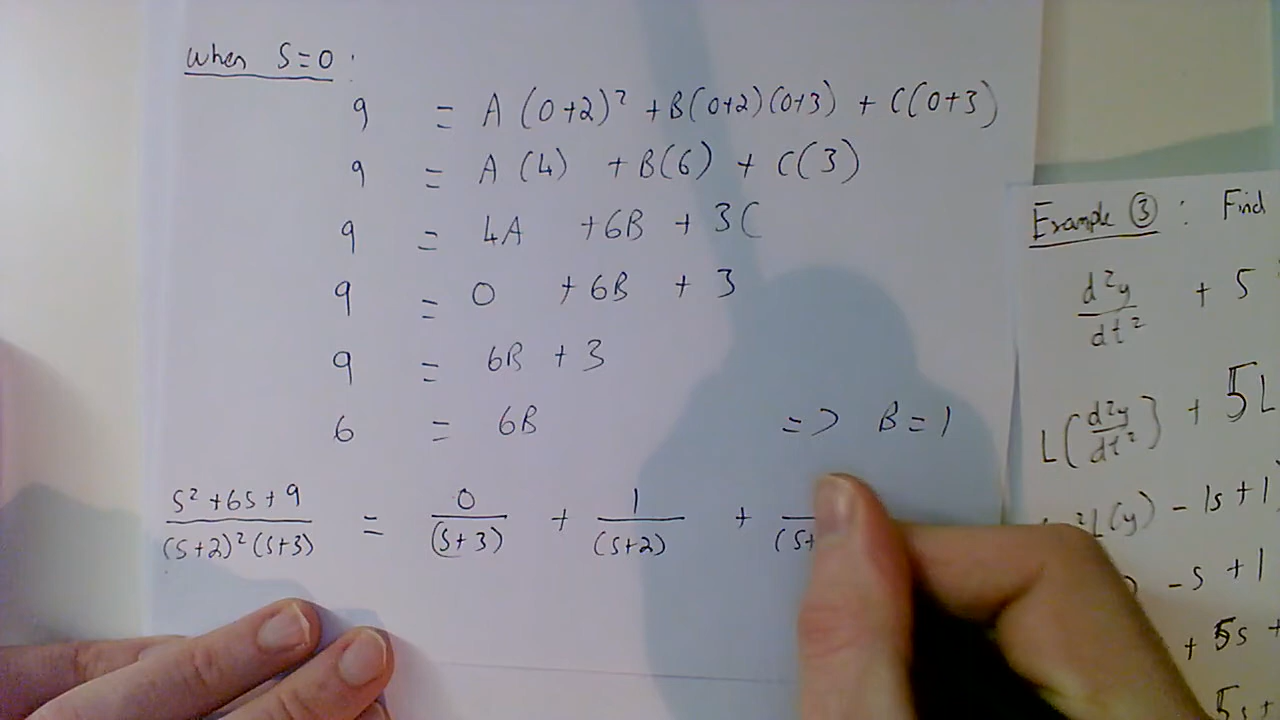 When S=0 :
9 = A (0+2)² + B(0+2)(0+3) + C(0+3)
9 = A (4) + B(6) + C(3)
9 = 4A + 6B + 3C
9 = 0 + 6B + 3
9 = 6B + 3
6 = 6B => B = 1
s² + 6s + 9 / (s+2)²(s+3) = 0 / (s+3) + 1 / (s+2) + / (s+
Example ③ : Find
d²y / dt² + 5
L(d²y / dt²) + 5L
²L(y) - 1s + 1
- s + 1
+ 5s +
5s +